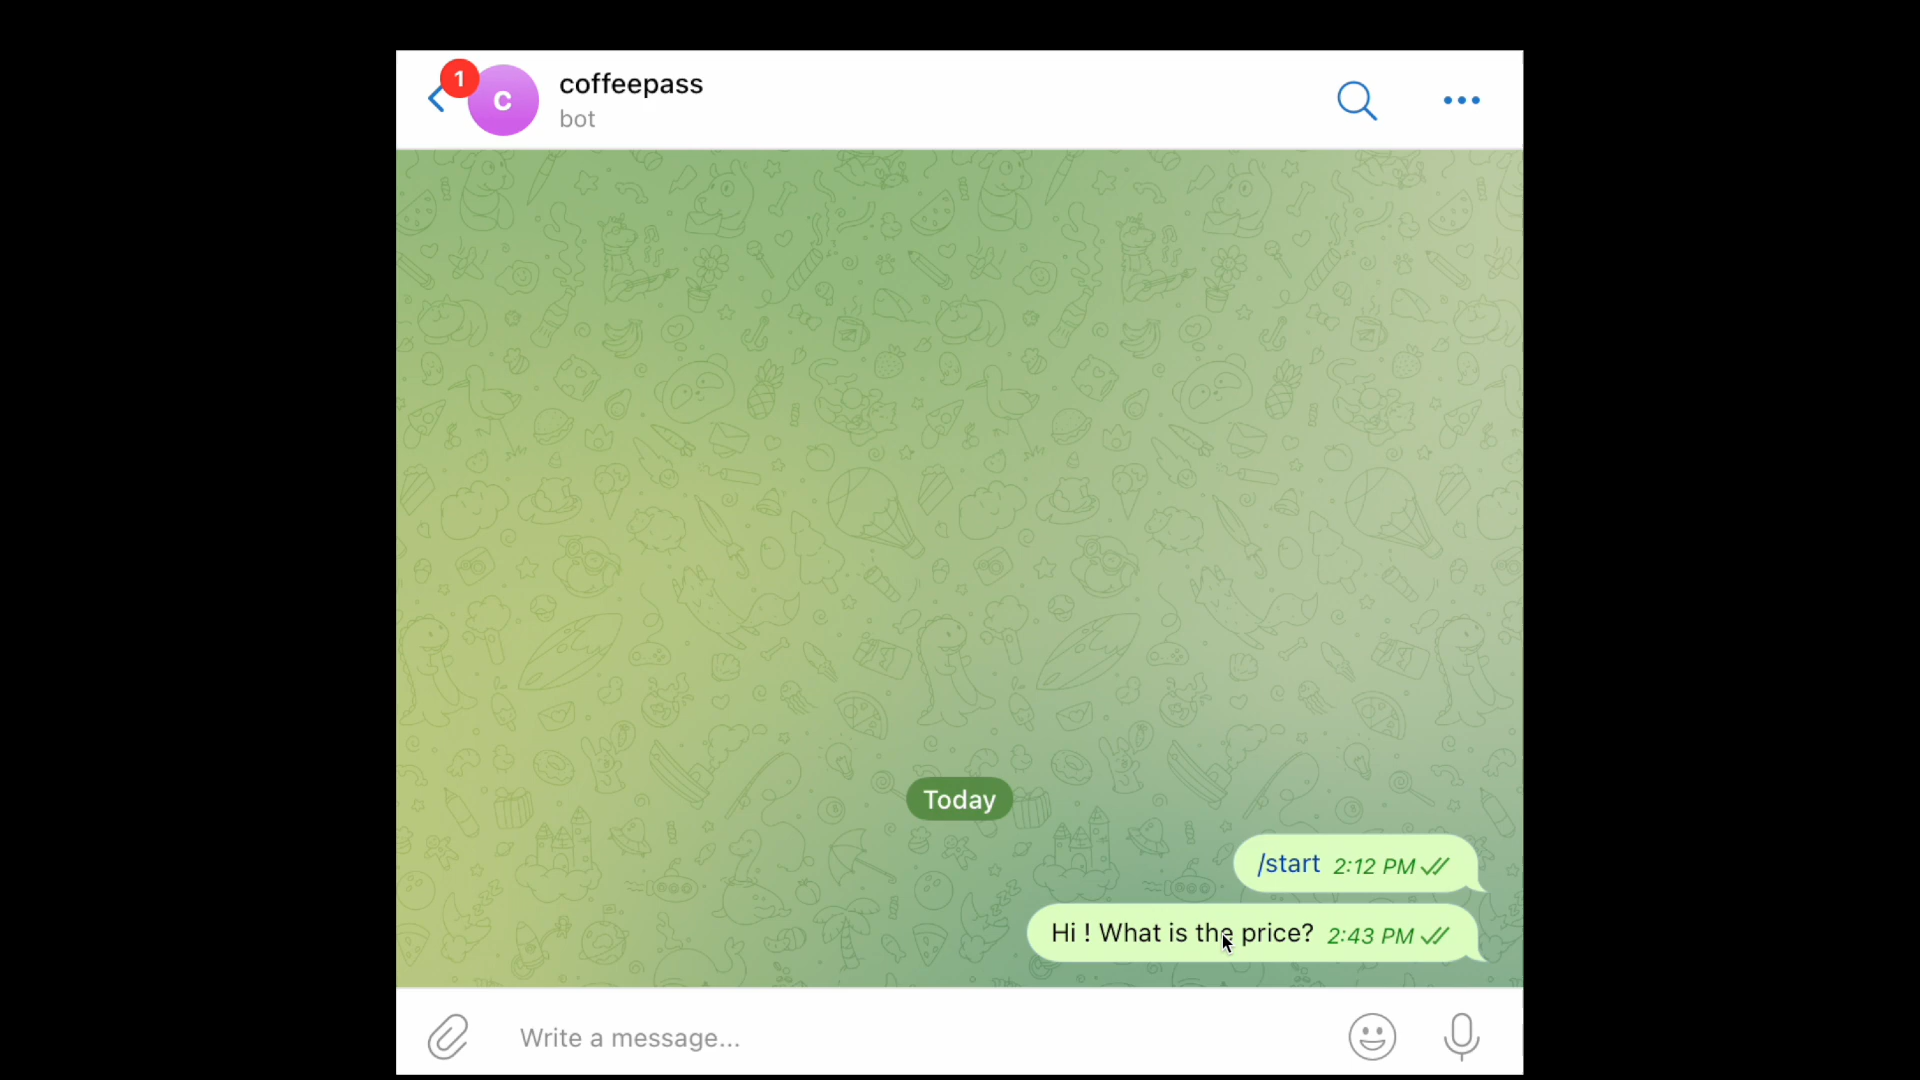 1
c
coffeepass
bot
Today
/start 2:12 PM
Hi ! What is the price? 2:43 PM
Write a message...